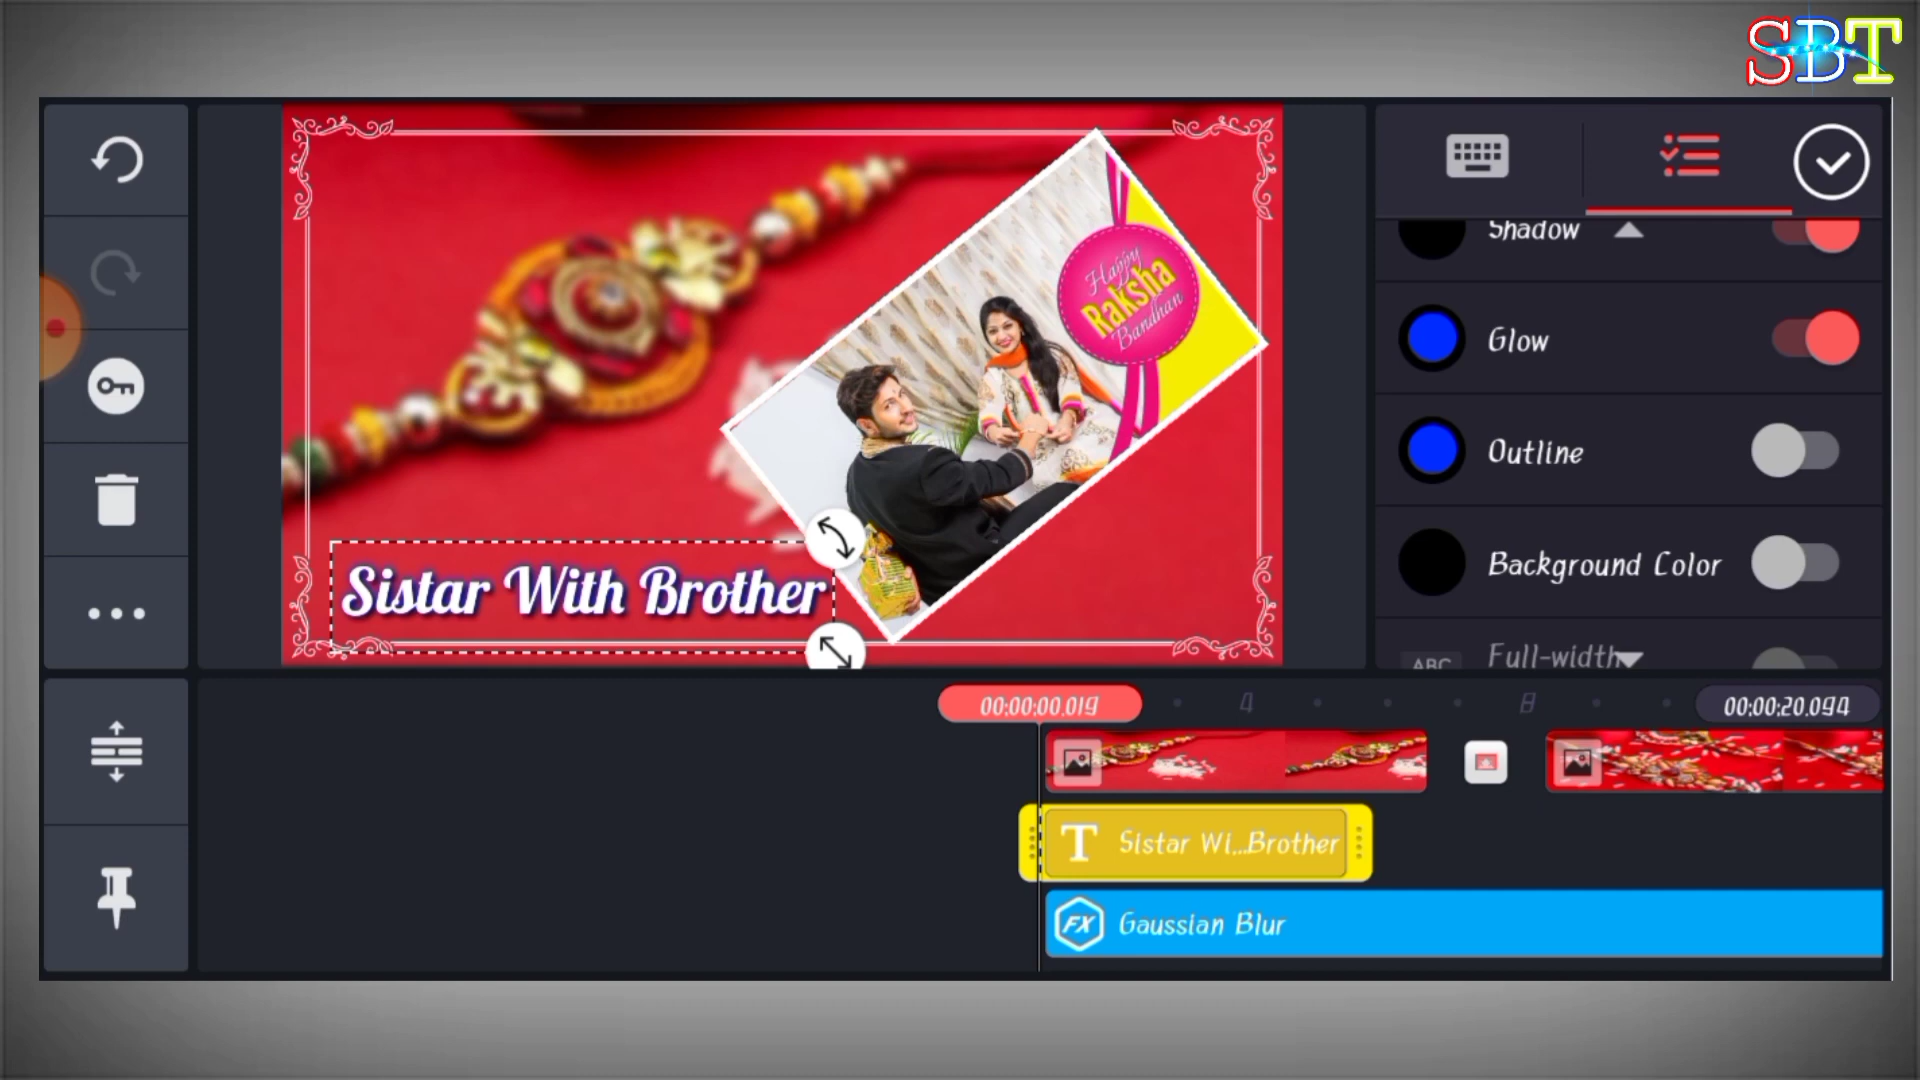 SBT
Shadow
Glow
Outline
Background Color
ABC
Full-width
Happy
Raksha
Bandhan
Sistar With Brother
00:00:00.019
4
8
00:00:20.094
T Sistar Wi...Brother
FX Gaussian Blur